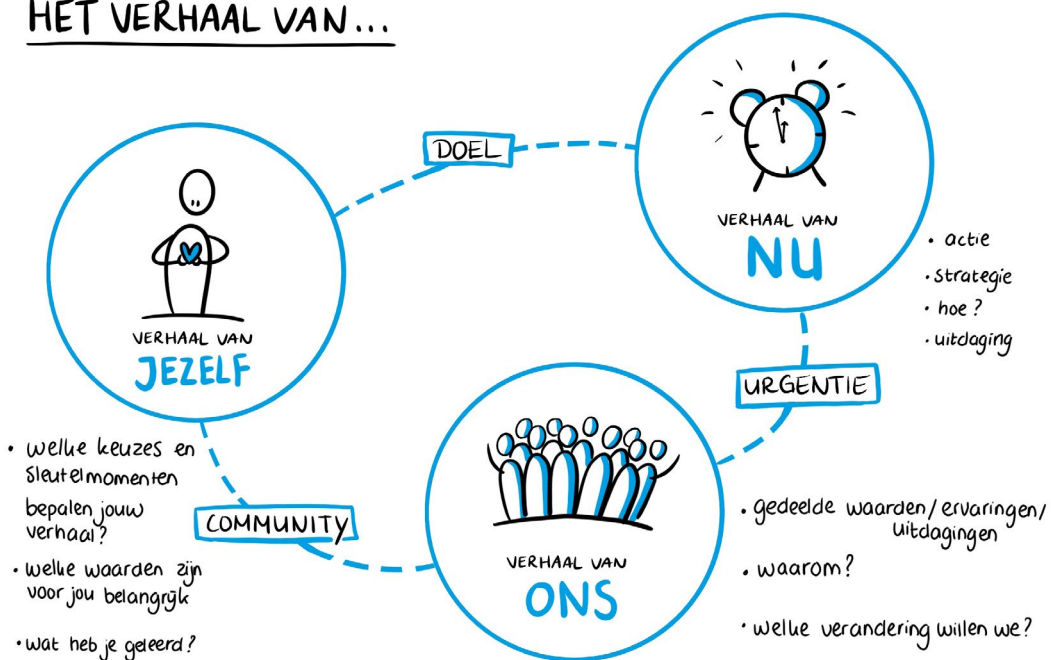 HET VERHAAL VAN...
DOEL
VERHAAL VAN
NU
• actie
• strategie
• hoe?
• uitdaging
VERHAAL VAN
JEZELF
URGENTIE
• welke keuzes en
sleutelmomenten
bepalen jouw
verhaal?
• welke waarden zijn
voor jou belangrijk
• wat heb je geleerd?
COMMUNITY
VERHAAL VAN
ONS
• gedeelde waarden/ervaringen/
uitdagingen
• waarom?
• welke verandering willen we?